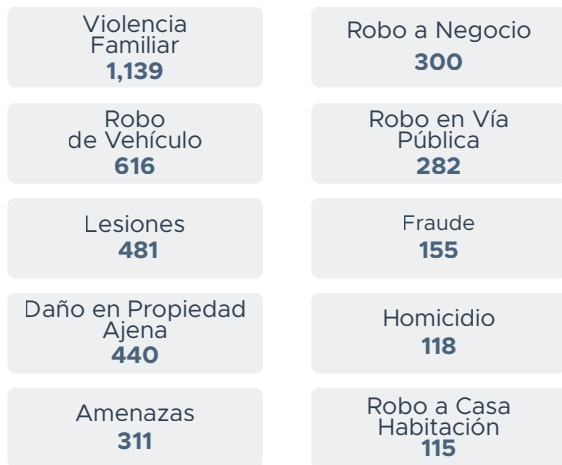 Violencia
Familiar
1,139
Robo a Negocio
300
Robo
de Vehículo
616
Robo en Vía
Pública
282
Lesiones
481
Fraude
155
Daño en Propiedad
Ajena
440
Homicidio
118
Amenazas
311
Robo a Casa
Habitación
115